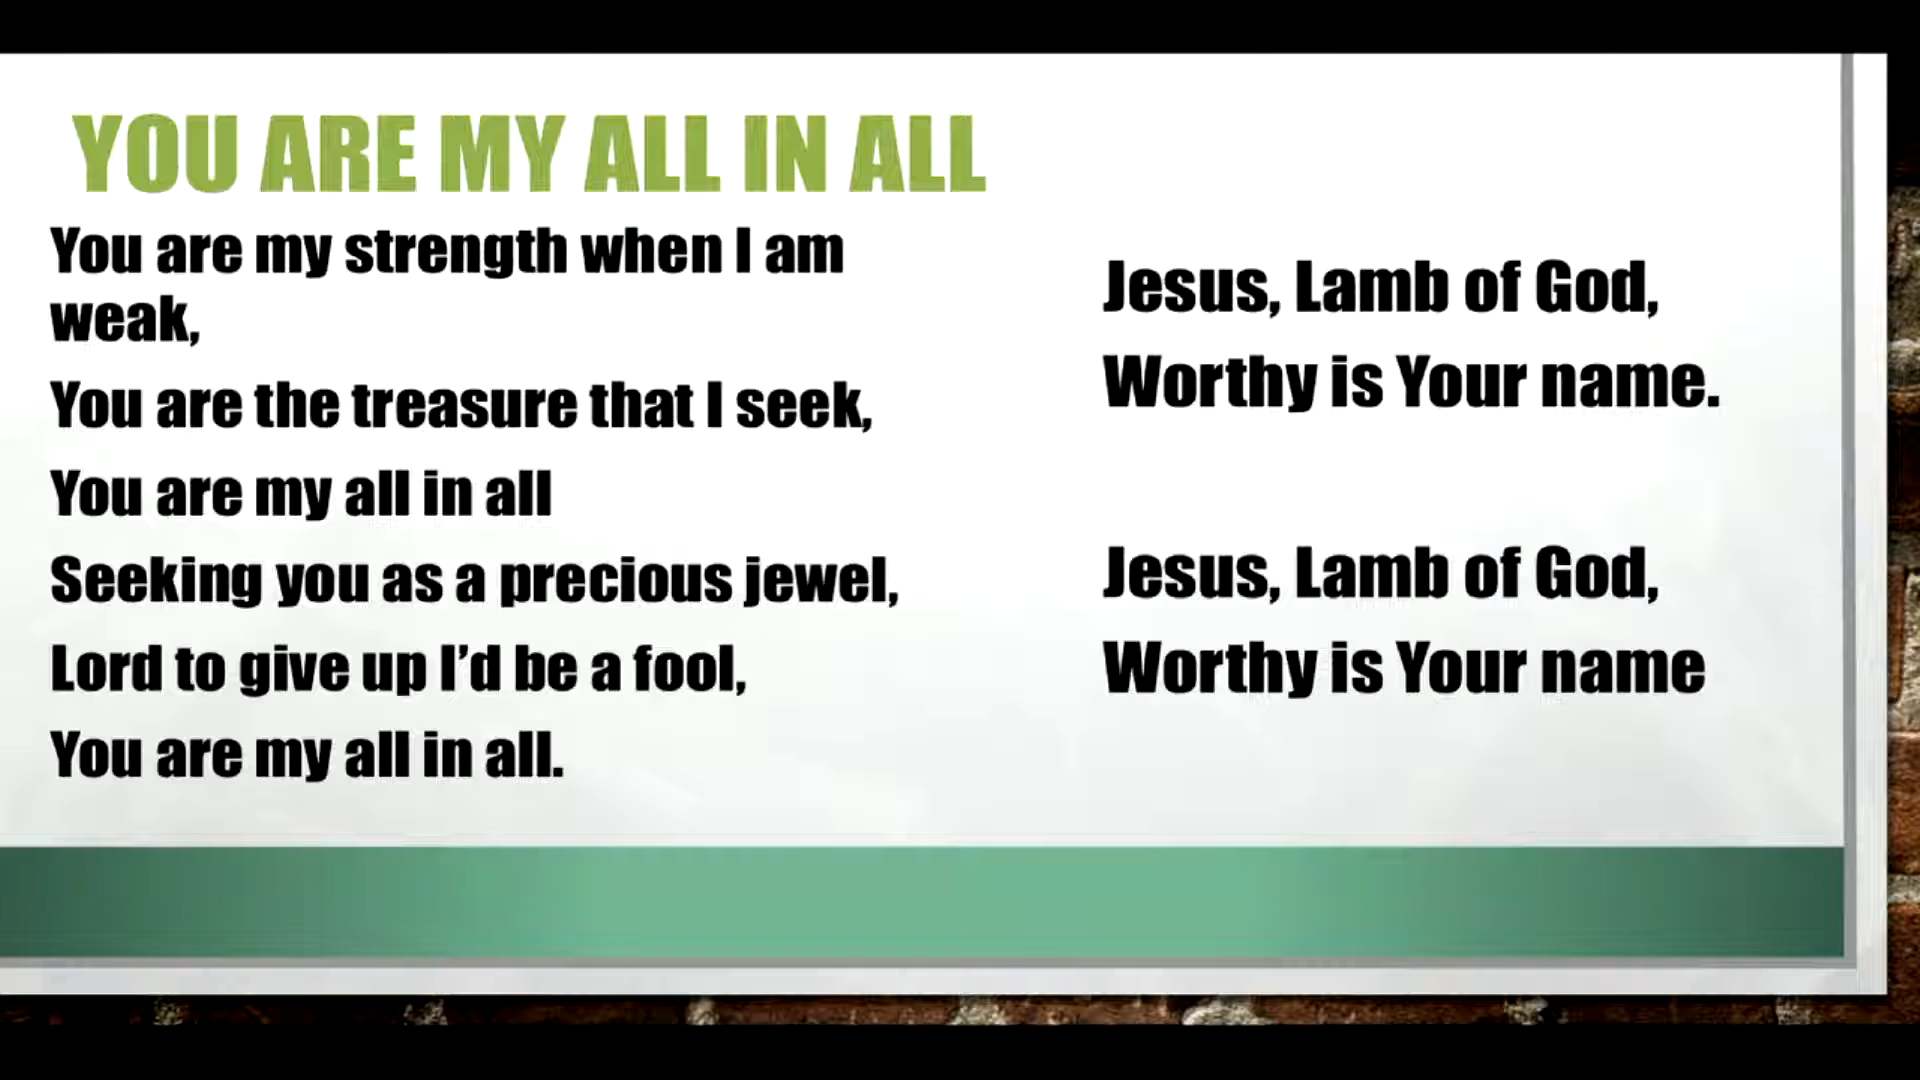 YOU ARE MY ALL IN ALL
You are my strength when I am
weak,
You are the treasure that I seek,
You are my all in all
Seeking you as a precious jewel,
Lord to give up I’d be a fool,
You are my all in all.
Jesus, Lamb of God,
Worthy is Your name.
Jesus, Lamb of God,
Worthy is Your name